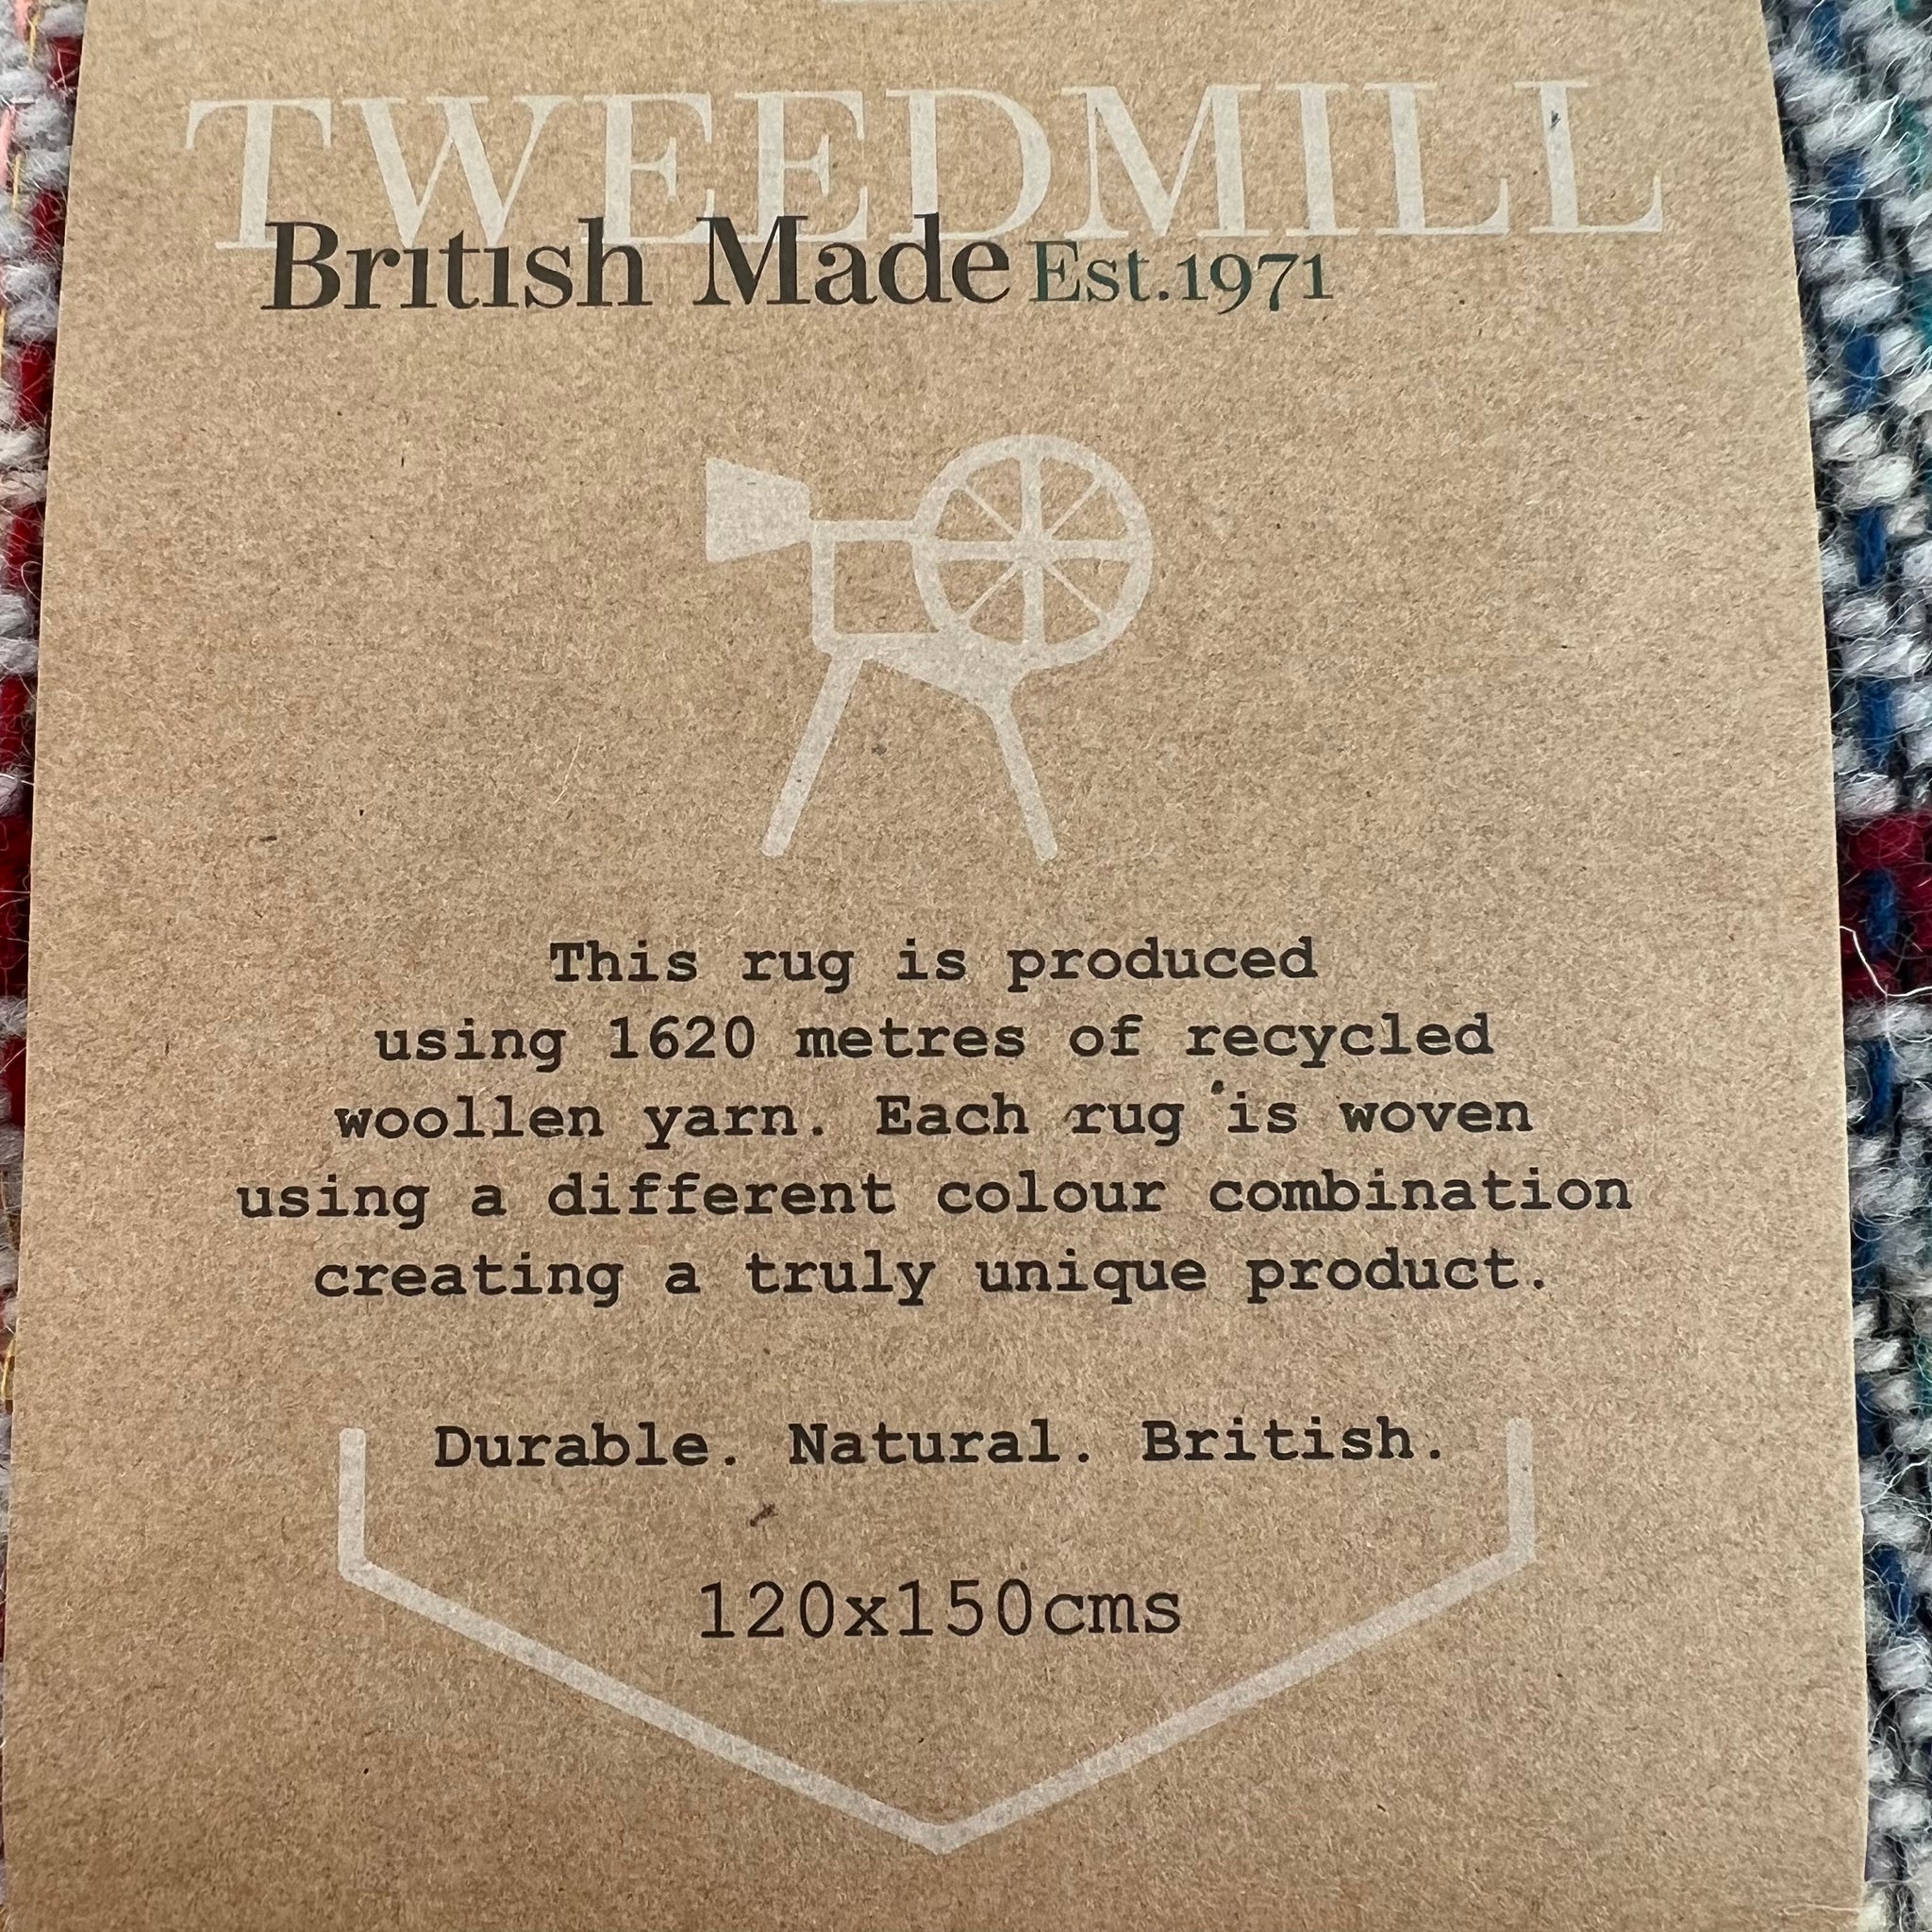 TWEEDMILL
British Made Est.1971
This rug is produced
using 1620 metres of recycled
woollen yarn. Each rug is woven
using a different colour combination
creating a truly unique product.
Durable. Natural. British.
120x150cms